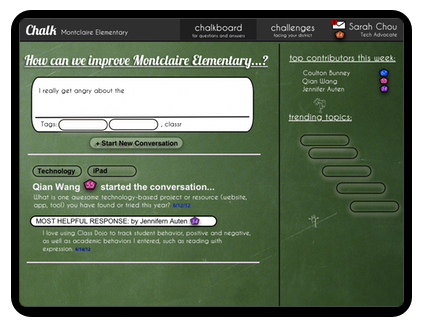 Chalk Montclaire Elementary
chalkboard
for questions and answers
challenges
facing your district
Sarah Chou
Tech Advocate
How can we improve Montclaire Elementary...?
I really get angry about the
Tags: , classr
+ Start New Conversation
Technology iPad
Qian Wang started the conversation...
What is one awesome technology-based project or resource (website,
app, tool) you have found or tried this year?
MOST HELPFUL RESPONSE: by Jennifern Auten
I love using Class Dojo to track student behavior, positive and negative,
as well as academic behaviors I entered, such as reading with
expression.
top contributors this week:
Coulton Bunney
Qian Wang
Jennifer Auten
trending topics: